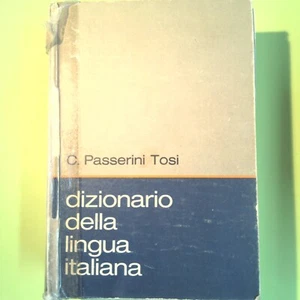 C. Passerini Tosi
dizionario
della
lingua
italiana